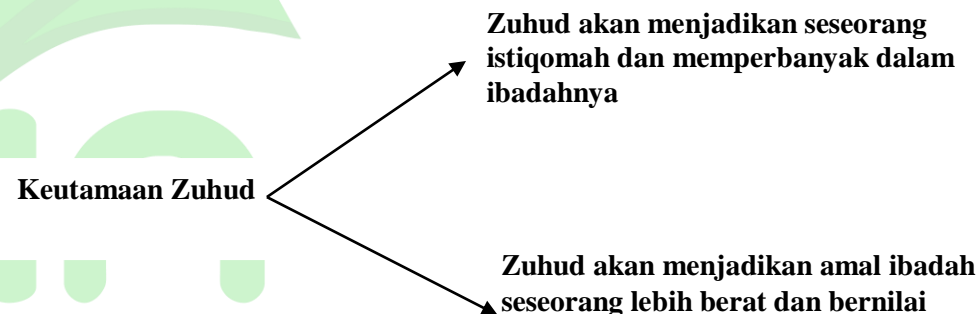 Zuhud akan menjadikan seseorang
istiqomah dan memperbanyak dalam
ibadahnya
Keutamaan Zuhud
Zuhud akan menjadikan amal ibadah
seseorang lebih berat dan bernilai